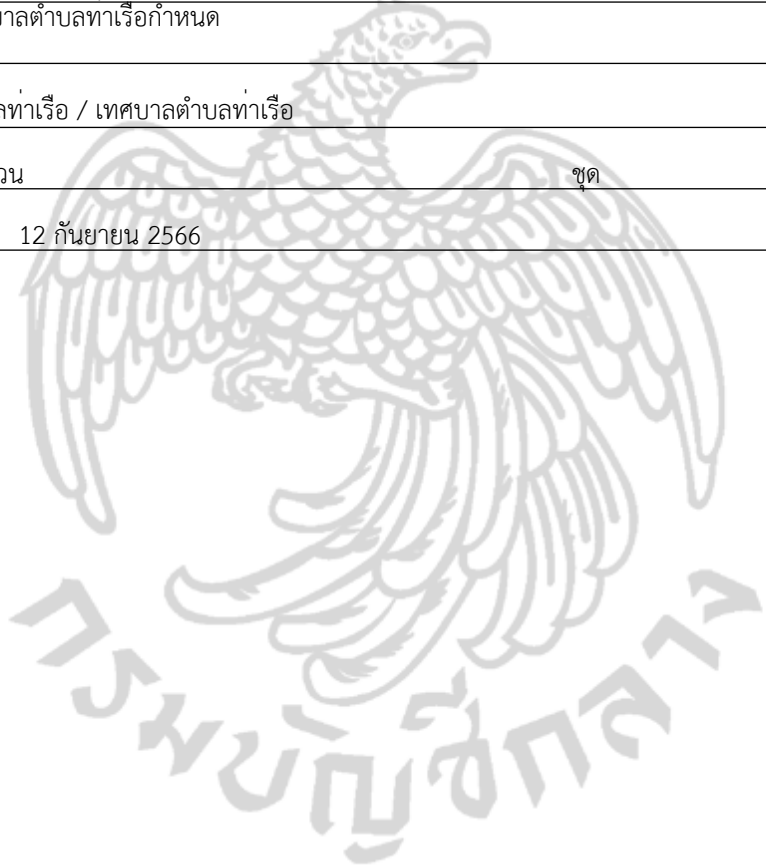 าลตำบลท่าเรือกำหนด
ลท่าเรือ / เทศบาลตำบลท่าเรือ
วน ชุด
12 กันยายน 2566
กรมบัญชีกลาง